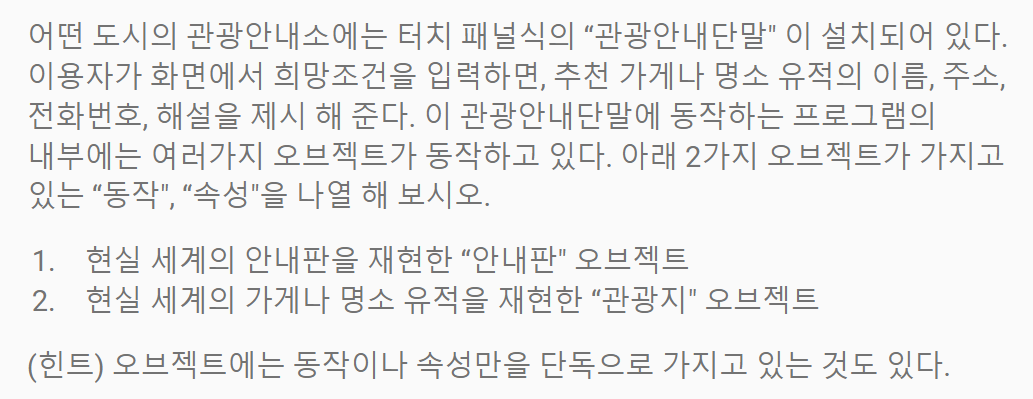 어떤 도시의 관광안내소에는 터치 패널식의 “관광안내단말" 이 설치되어 있다.
이용자가 화면에서 희망조건을 입력하면, 추천 가게나 명소 유적의 이름, 주소,
전화번호, 해설을 제시 해 준다. 이 관광안내단말에 동작하는 프로그램의
내부에는 여러가지 오브젝트가 동작하고 있다. 아래 2가지 오브젝트가 가지고
있는 “동작", “속성"을 나열 해 보시오.
1. 현실 세계의 안내판을 재현한 “안내판" 오브젝트
2. 현실 세계의 가게나 명소 유적을 재현한 “관광지" 오브젝트
(힌트) 오브젝트에는 동작이나 속성만을 단독으로 가지고 있는 것도 있다.